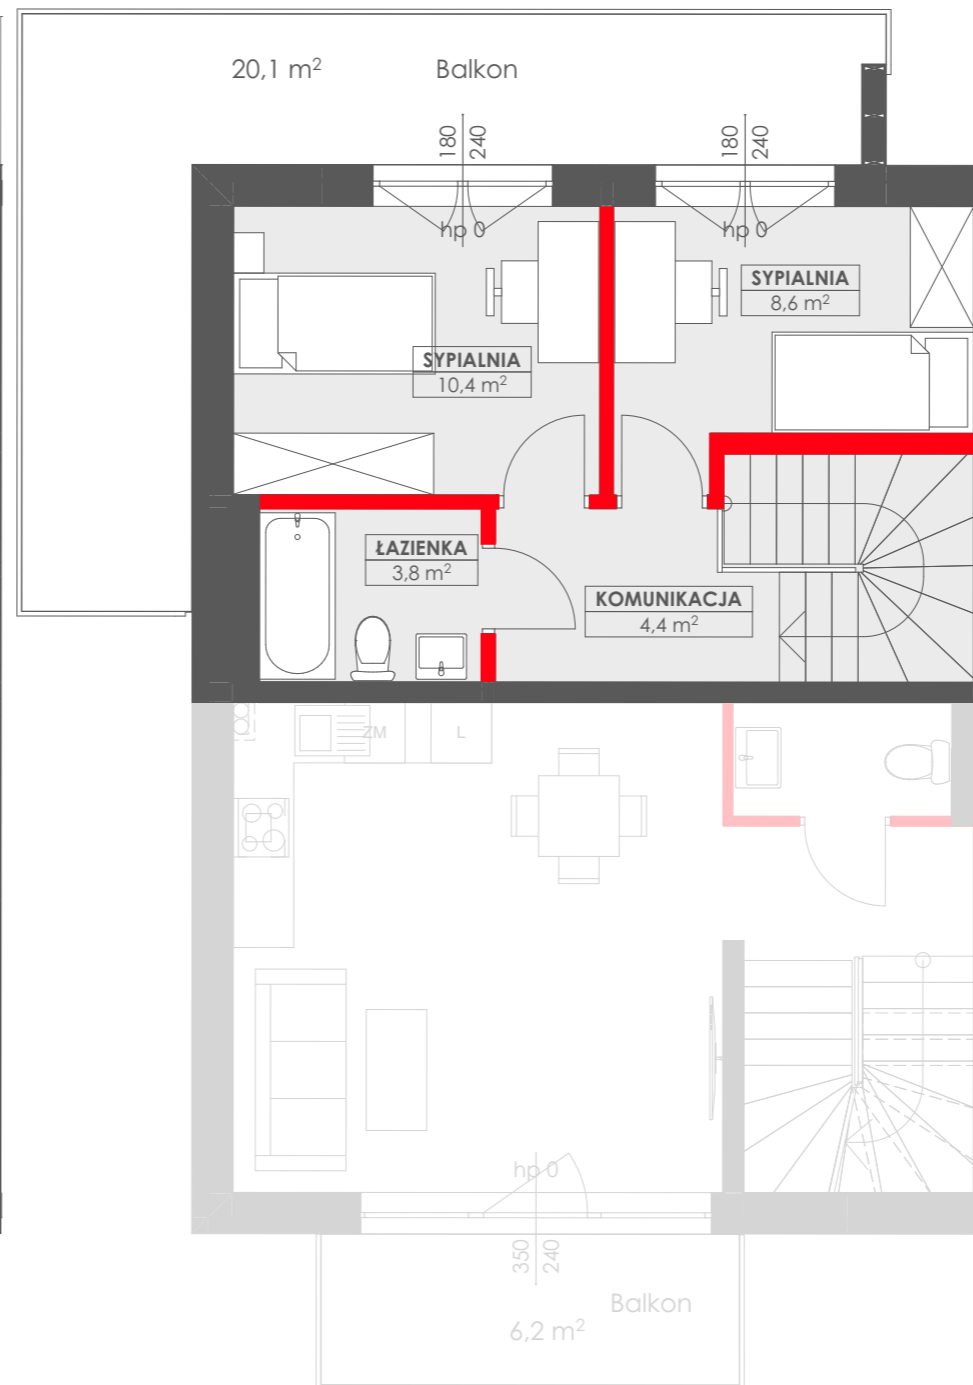 20,1 m² Balkon
180
240
180
240
hp 0
hp 0
SYPIALNIA
8,6 m²
SYPIALNIA
10,4 m²
ŁAZIENKA
3,8 m²
KOMUNIKACJA
4,4 m²
ZM
L
hp 0
350
240
Balkon
6,2 m²